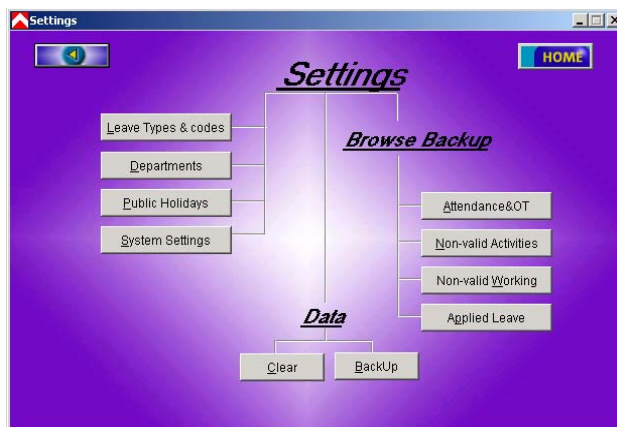 Settings
HOME
Settings
Leave Types & codes
Departments
Public Holidays
System Settings
Browse Backup
Attendance&OT
Non-valid Activities
Non-valid Working
Applied Leave
Data
Clear
BackUp